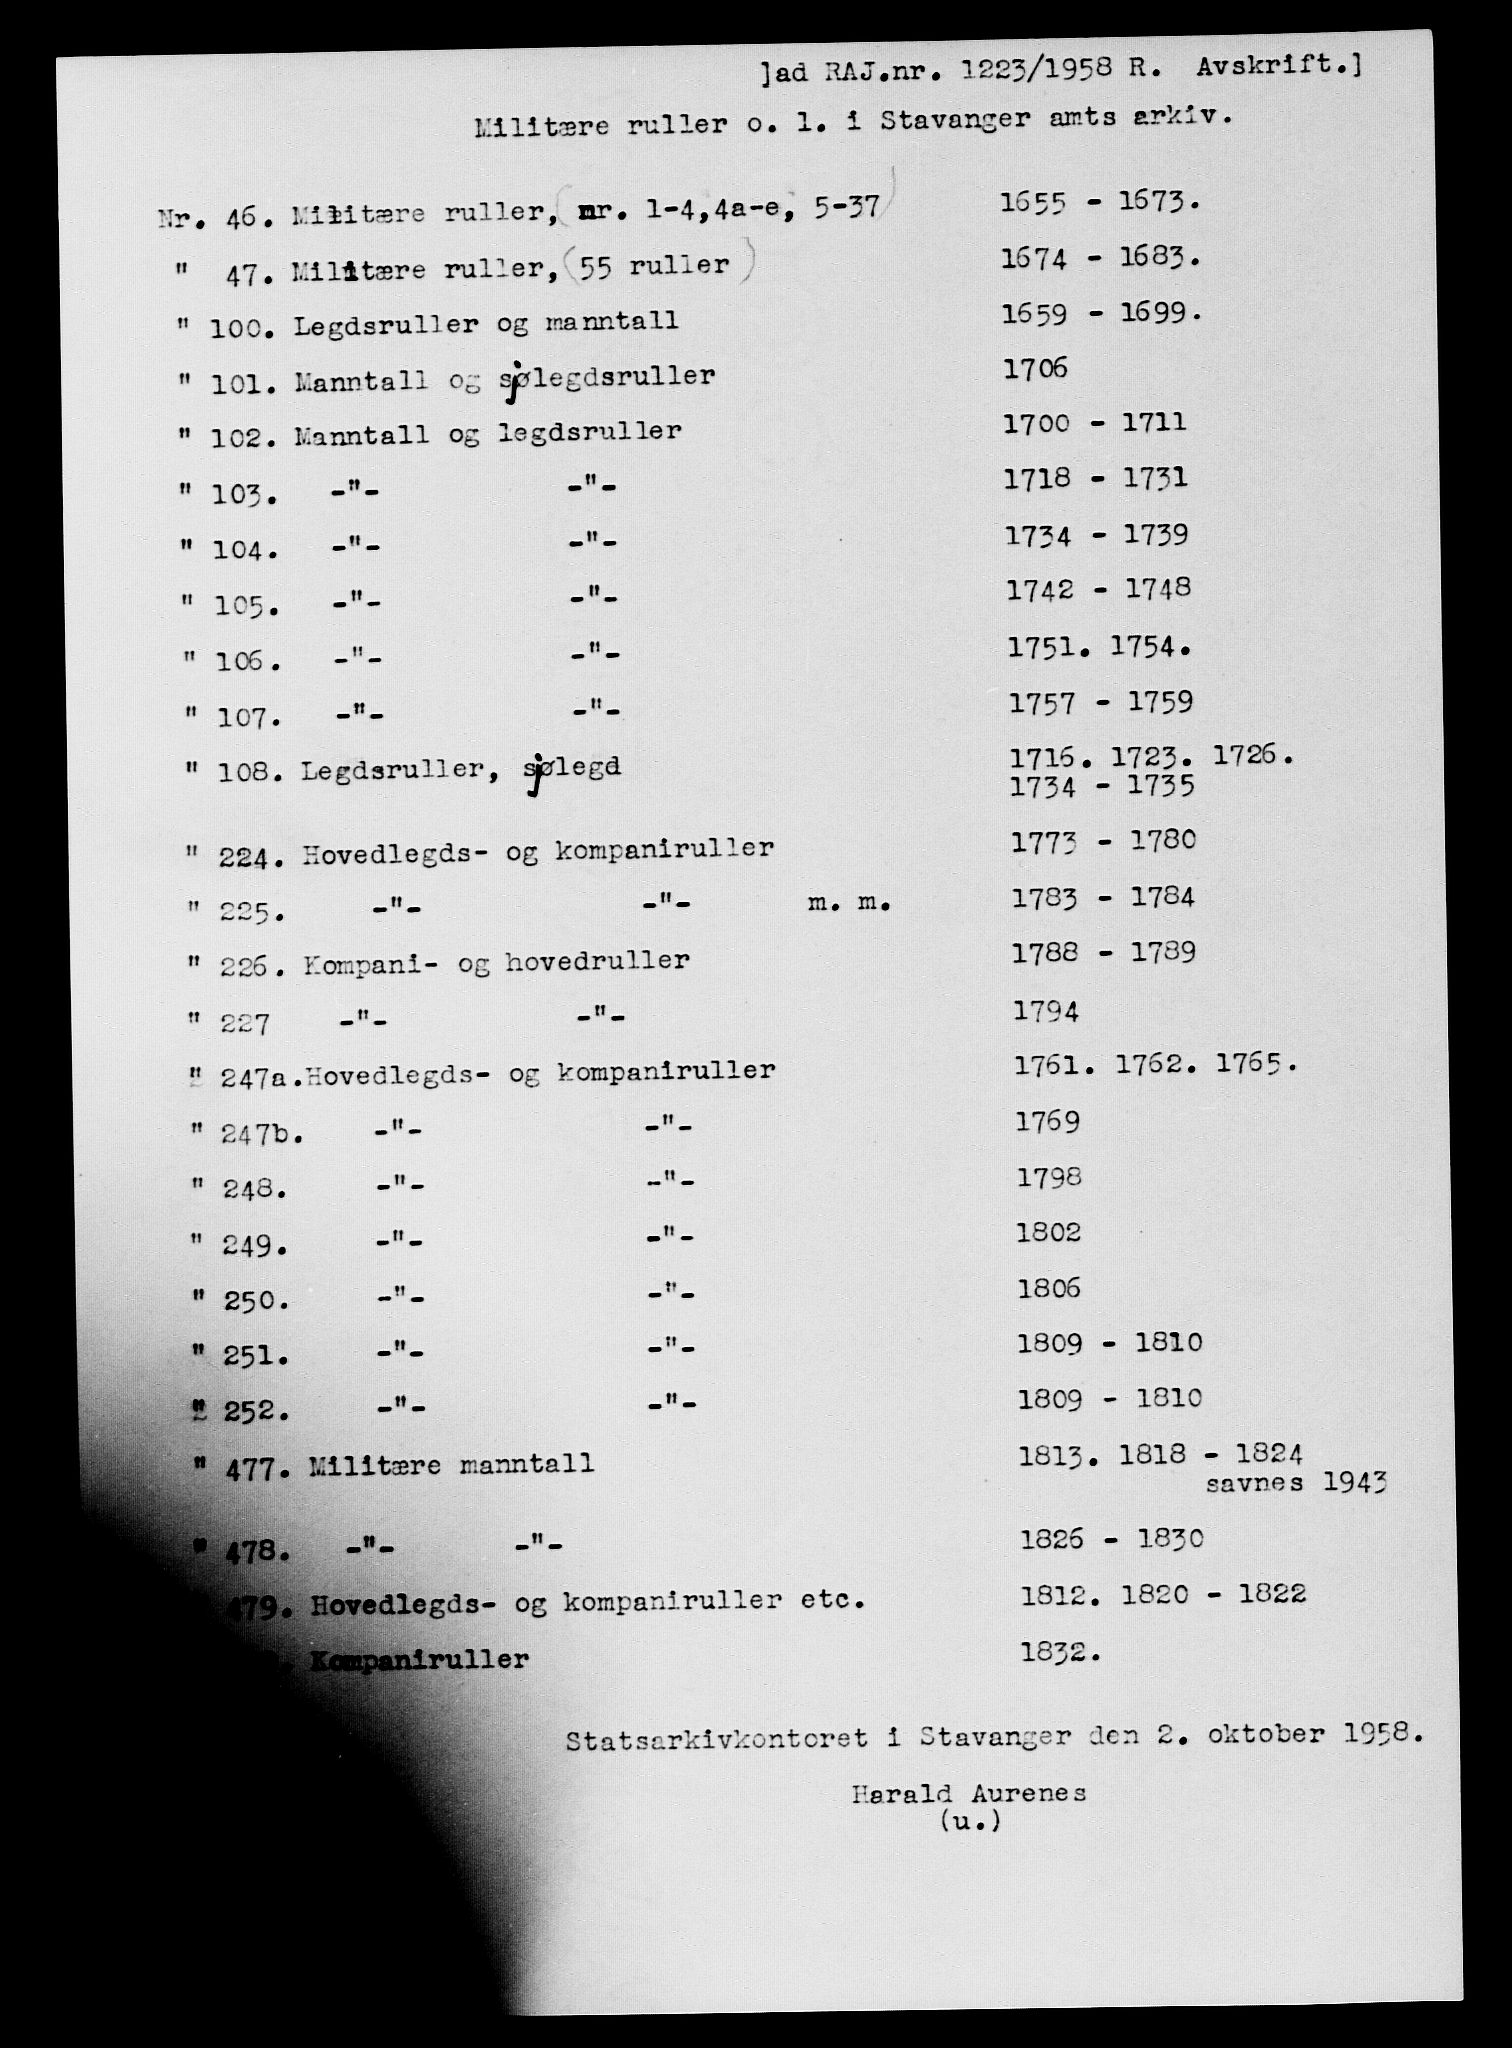 ]ad RAJ.nr. 1223/1958 R. Avskrift.]
Militære ruller o. l. i Stavanger amts arkiv.
Nr. 46. Militære ruller, (nr. 1-4,4a-e, 5-37) 1655 - 1673.
" 47. Militære ruller, (55 ruller) 1674 - 1683.
" 100. Legdsruller og manntall 1659 - 1699.
" 101. Manntall og sjølegdsruller 1706
" 102. Manntall og legdsruller 1700 - 1711
" 103. -"- -"- 1718 - 1731
" 104. -"- -"- 1734 - 1739
" 105. -"- -"- 1742 - 1748
" 106. -"- -"- 1751. 1754.
" 107. -"- -"- 1757 - 1759
" 108. Legdsruller, sjølegd 1716. 1723. 1726.
1734 - 1735
" 224. Hovedlegds- og kompaniruller 1773 - 1780
" 225. -"- -"- m. m. 1783 - 1784
" 226. Kompani- og hovedruller 1788 - 1789
" 227 -"- -"- 1794
" 247a.Hovedlegds- og kompaniruller 1761. 1762. 1765.
" 247b. -"- -"- 1769
" 248. -"- -"- 1798
" 249. -"- -"- 1802
" 250. -"- -"- 1806
" 251. -"- -"- 1809 - 1810
" 252. -"- -"- 1809 - 1810
" 477. Militære manntall 1813. 1818 - 1824
savnes 1943
" 478. -"- -"- 1826 - 1830
479. Hovedlegds- og kompaniruller etc. 1812. 1820 - 1822
Kompaniruller 1832.
Statsarkivkontoret i Stavanger den 2. oktober 1958.
Harald Aurenes
(u.)